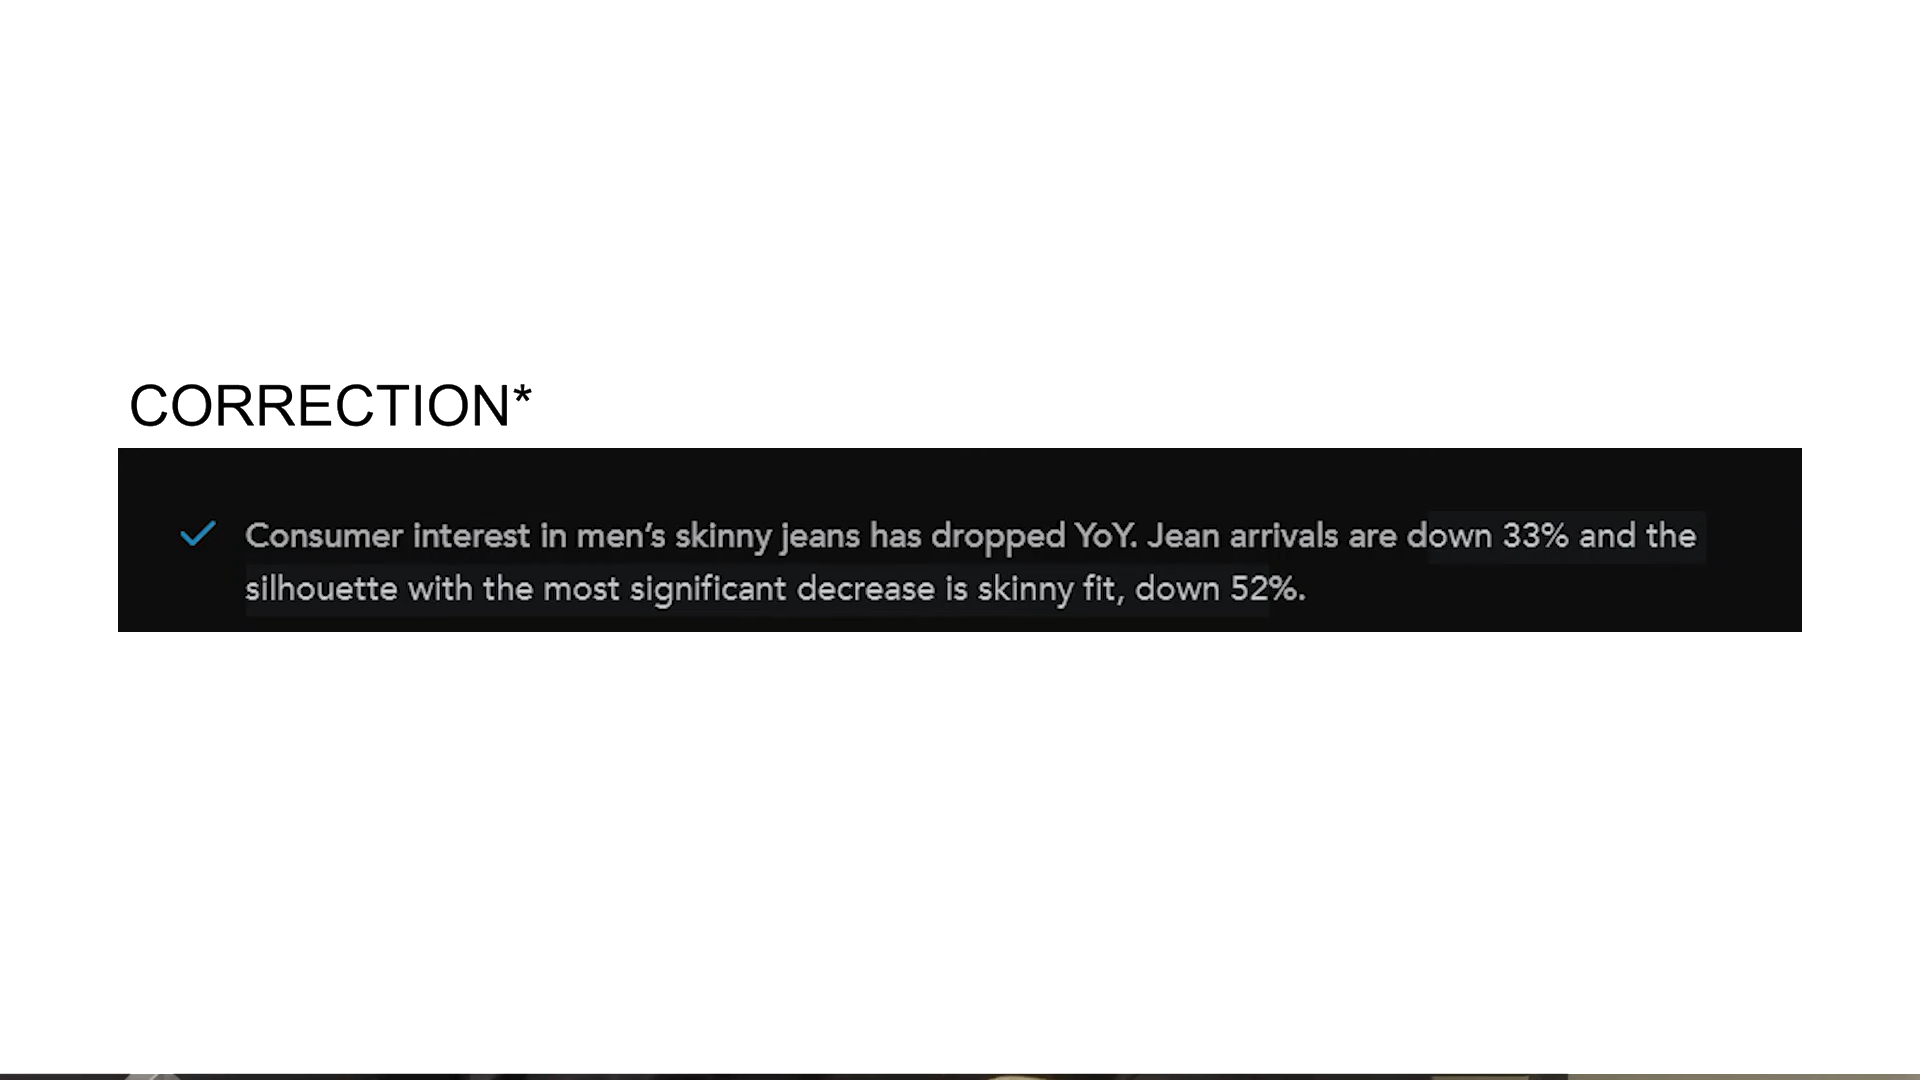 CORRECTION*
Consumer interest in men’s skinny jeans has dropped YoY. Jean arrivals are down 33% and the
silhouette with the most significant decrease is skinny fit, down 52%.